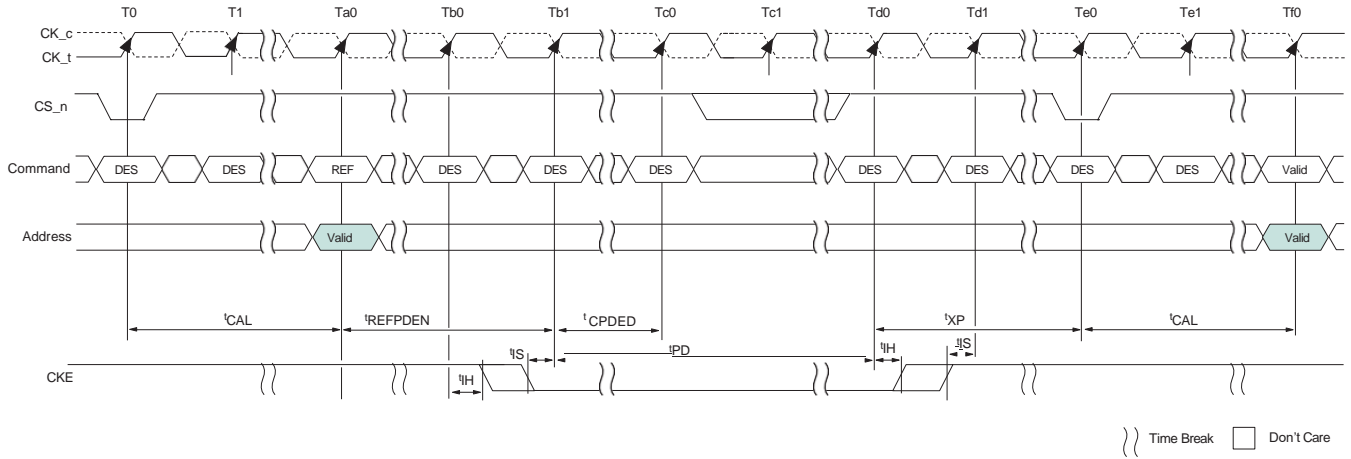 T0 T1 Ta0 Tb0 Tb1 Tc0 Tc1 Td0 Td1 Te0 Te1 Tf0
CK_c
CK_t
CS_n
Command DES DES REF DES DES DES DES DES DES DES Valid
Address Valid Valid
tCAL tREFPDEN tCPDED tXP tCAL
tIS tPD tIH tIS
CKE tIH
Time Break Don't Care